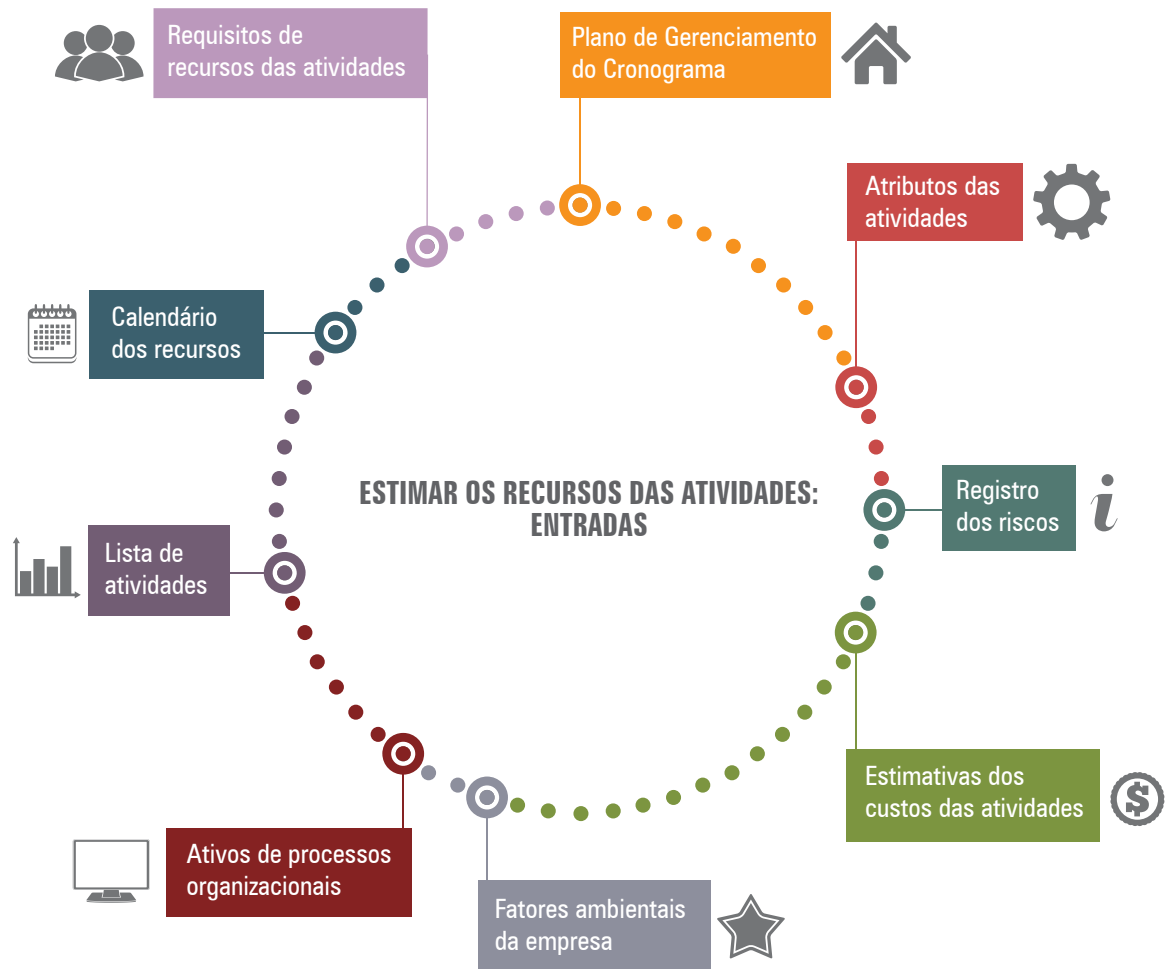 Requisitos de
recursos das atividades
Plano de Gerenciamento
do Cronograma
Atributos das
atividades
Calendário
dos recursos
ESTIMAR OS RECURSOS DAS ATIVIDADES:
ENTRADAS
Registro
dos riscos
i
Lista de
atividades
Estimativas dos
custos das atividades
$
Ativos de processos
organizacionais
Fatores ambientais
da empresa